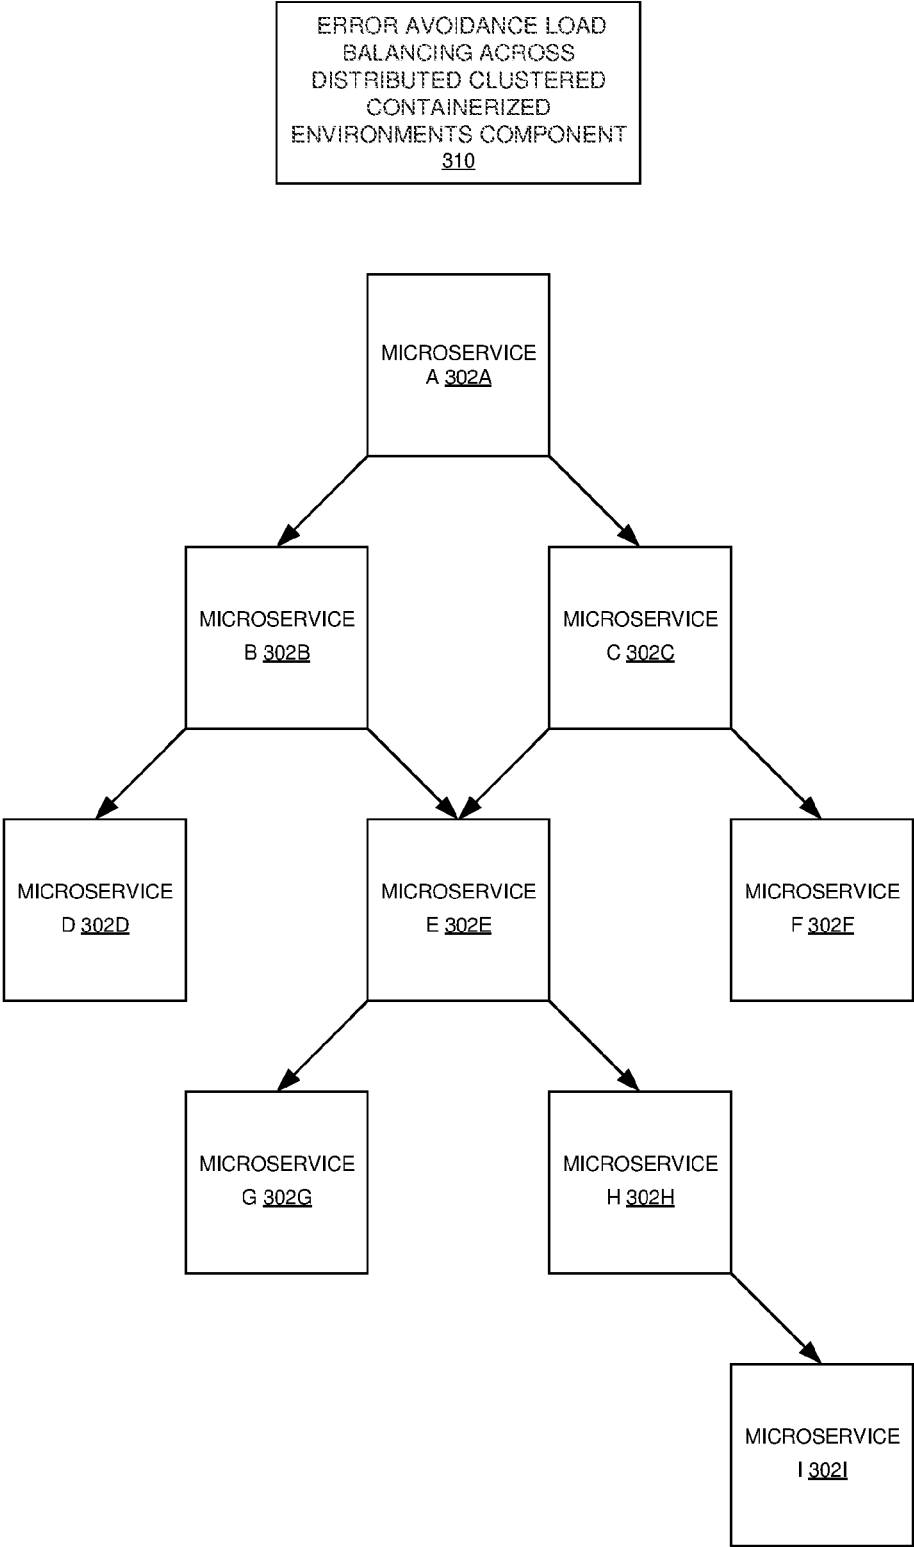 ERROR AVOIDANCE LOAD
BALANCING ACROSS
DISTRIBUTED CLUSTERED
CONTAINERIZED
ENVIRONMENTS COMPONENT
310
MICROSERVICE
A 302A
MICROSERVICE
B 302B
MICROSERVICE
C 302C
MICROSERVICE
D 302D
MICROSERVICE
E 302E
MICROSERVICE
F 302F
MICROSERVICE
G 302G
MICROSERVICE
H 302H
MICROSERVICE
I 302I